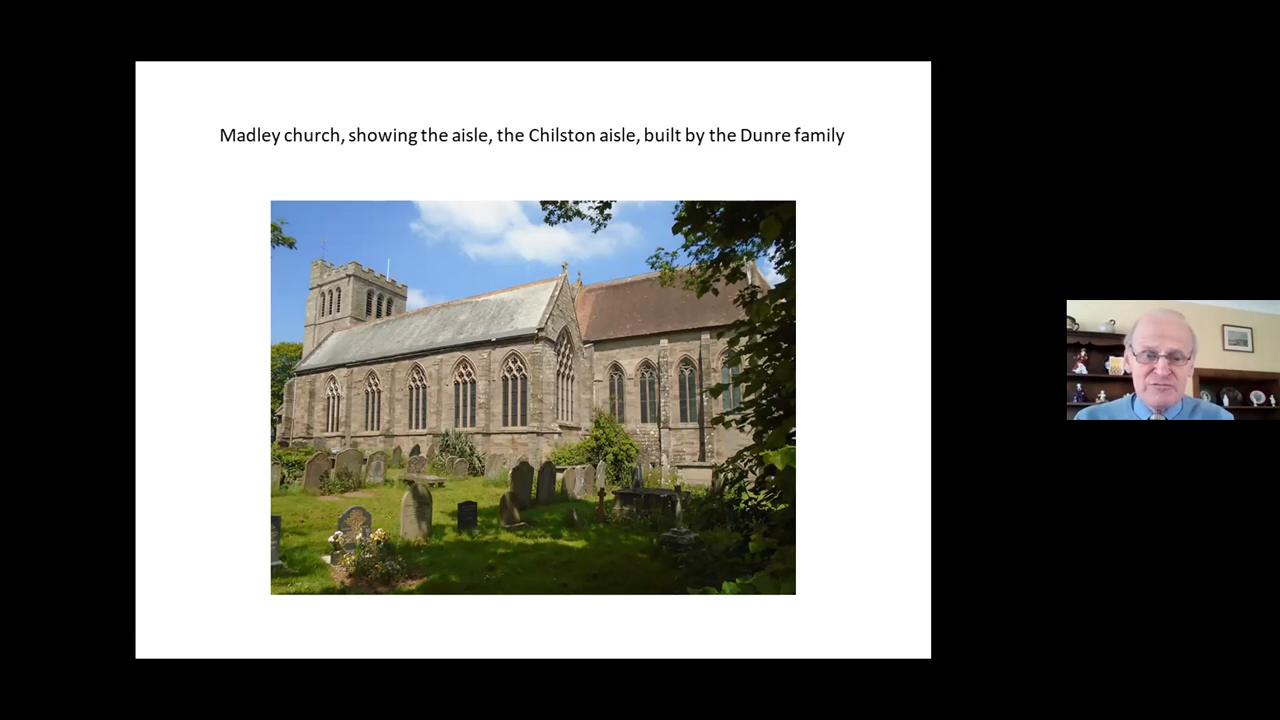 Madley church, showing the aisle, the Chilston aisle, built by the Dunre family